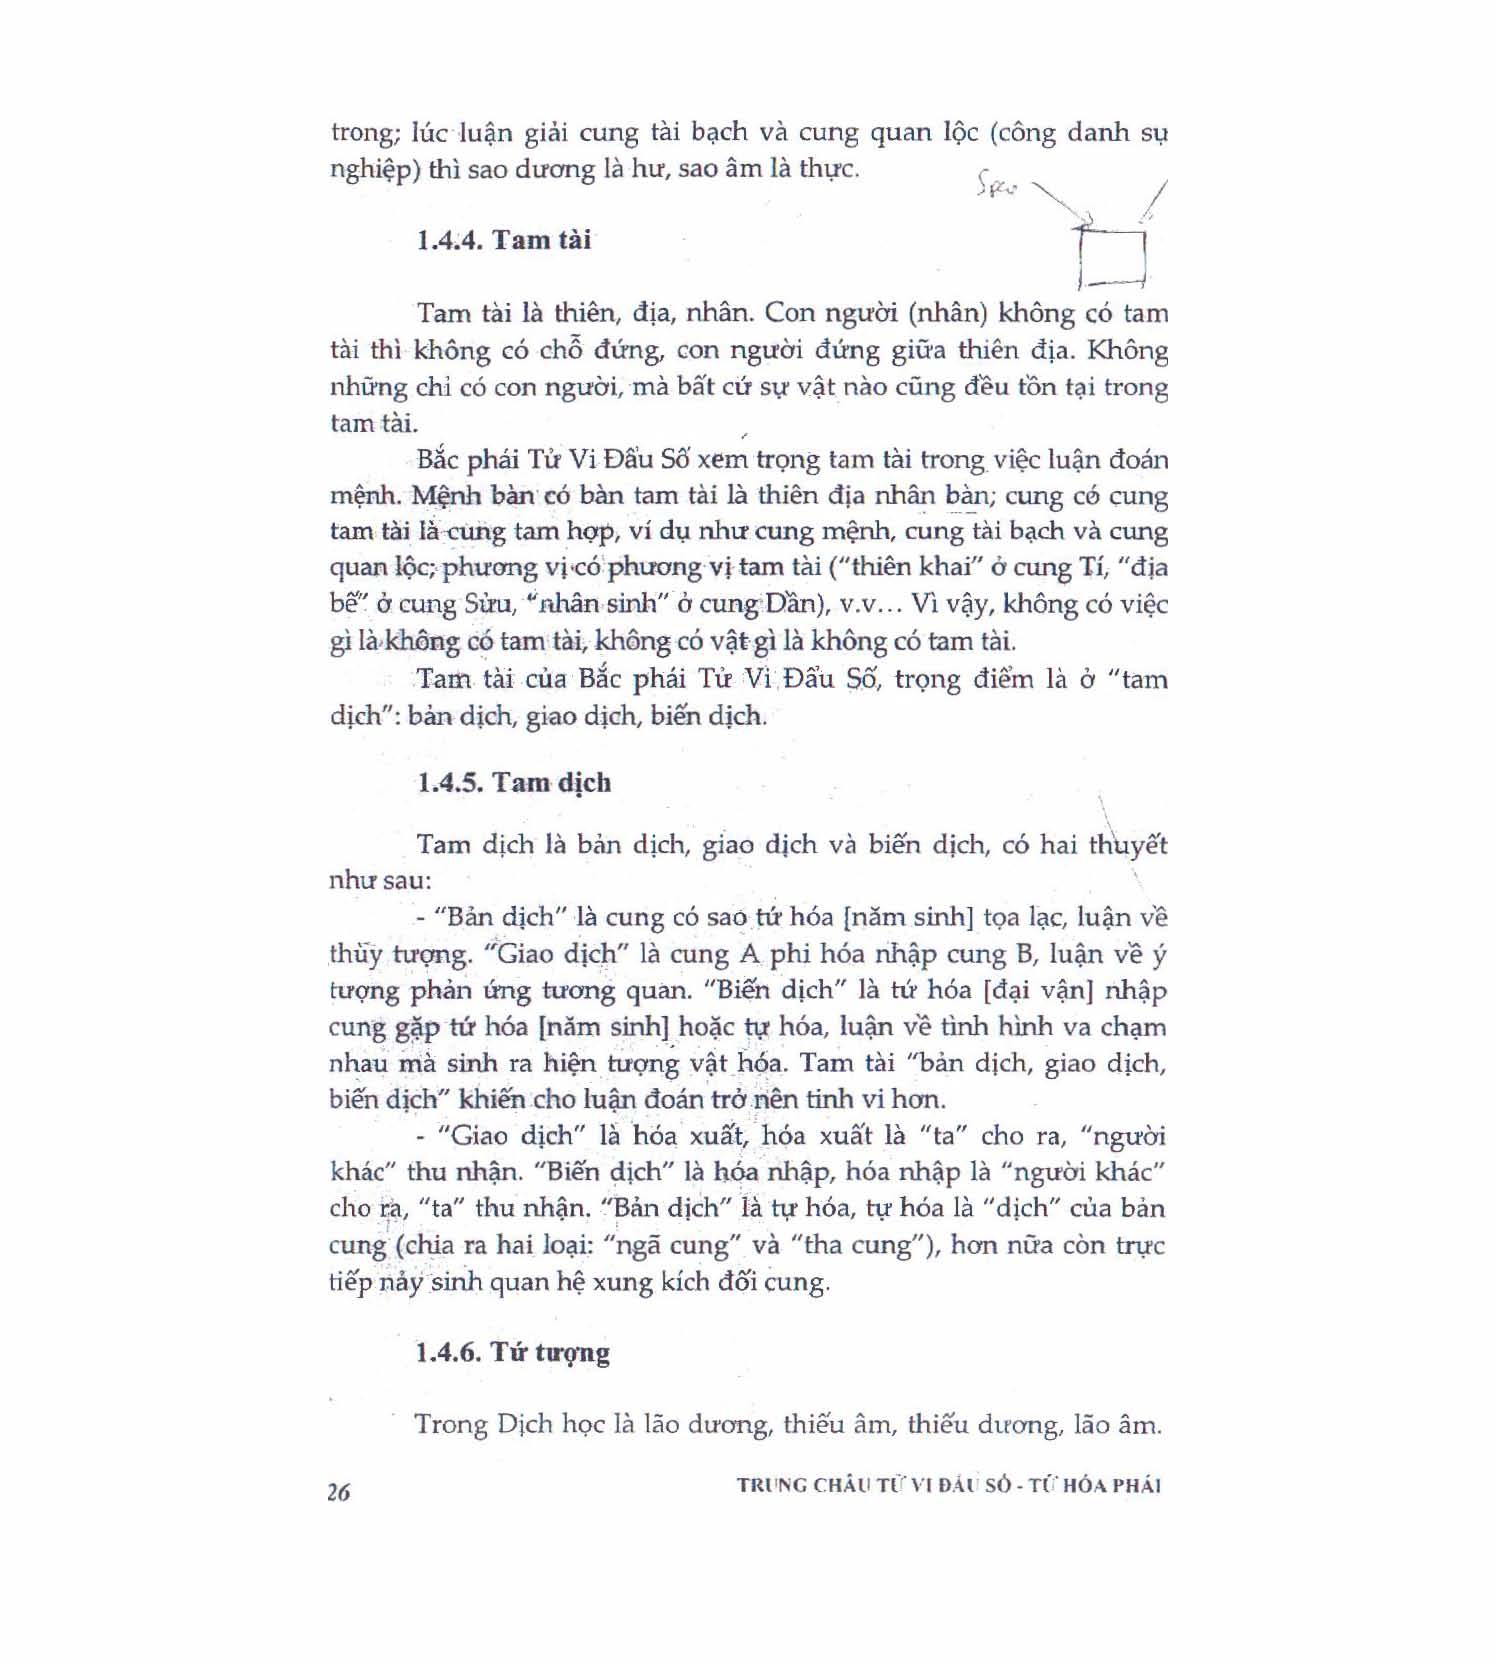 trong; lúc luận giải cung tài bạch và cung quan lộc (công danh sự
nghiệp) thì sao dương là hư, sao âm là thực.
1.4.4. Tam tài
Tam tài là thiên, địa, nhân. Con người (nhân) không có tam
tài thì không có chỗ đứng, con người đứng giữa thiên địa. Không
những chỉ có con người, mà bất cứ sự vật nào cũng đều tồn tại trong
tam tài.
Bắc phái Tử Vi Đẩu Số xem trọng tam tài trong việc luận đoán
mệnh. Mệnh bàn có bàn tam tài là thiên địa nhân bàn; cung có cung
tam tài là cung tam hợp, ví dụ như cung mệnh, cung tài bạch và cung
quan lộc; phương vị có phương vị tam tài ("thiên khai" ở cung Tí, "địa
bế" ở cung Sửu, "nhân sinh" ở cung Dần), v.v... Vì vậy, không có việc
gì là không có tam tài, không có vật gì là không có tam tài.
Tam tài của Bắc phái Tử Vi Đẩu Số, trọng điểm là ở "tam
dịch": bản dịch, giao dịch, biến dịch.
1.4.5. Tam dịch
Tam dịch là bản dịch, giao dịch và biến dịch, có hai thuyết
như sau:
- "Bản dịch" là cung có sao tứ hóa [năm sinh] tọa lạc, luận về
thùy tượng. "Giao dịch" là cung A phi hóa nhập cung B, luận về ý
tượng phản ứng tương quan. "Biến dịch" là tứ hóa [đại vận] nhập
cung gặp tứ hóa [năm sinh] hoặc tự hóa, luận về tình hình va chạm
nhau mà sinh ra hiện tượng vật hóa. Tam tài "bản dịch, giao dịch,
biến dịch" khiến cho luận đoán trở nên tinh vi hơn.
- "Giao dịch" là hóa xuất, hóa xuất là "ta" cho ra, "người
khác" thu nhận. "Biến dịch" là hóa nhập, hóa nhập là "người khác"
cho ra, "ta" thu nhận. "Bản dịch" là tự hóa, tự hóa là "dịch" của bản
cung (chia ra hai loại: "ngã cung" và "tha cung"), hơn nữa còn trực
tiếp nảy sinh quan hệ xung kích đối cung.
1.4.6. Tứ tượng
Trong Dịch học là lão dương, thiếu âm, thiếu dương, lão âm.
26
TRUNG CHÂU TỬ VI ĐẨU SỐ - TỨ HÓA PHÁI